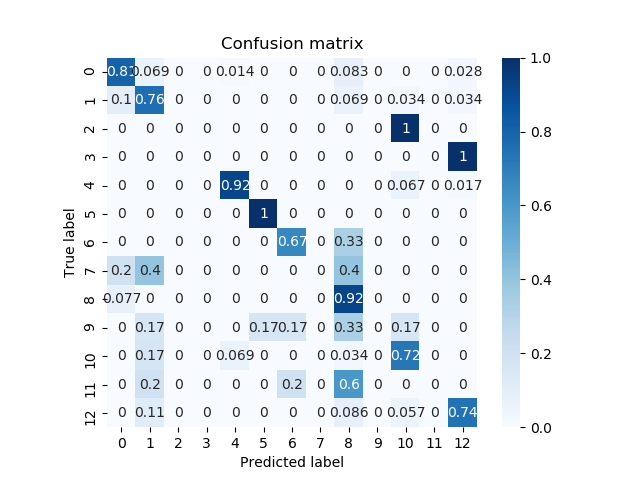 Confusion matrix
0 0.81 0.069 0 0 0.014 0 0 0 0.083 0 0 0 0.028
1 0.1 0.76 0 0 0 0 0 0 0.069 0 0.034 0 0.034
2 0 0 0 0 0 0 0 0 0 0 1 0 0
3 0 0 0 0 0 0 0 0 0 0 0 0 1
4 0 0 0 0 0.92 0 0 0 0 0 0.067 0 0.017
5 0 0 0 0 0 1 0 0 0 0 0 0 0
6 0 0 0 0 0 0 0.67 0 0.33 0 0 0 0
7 0.2 0.4 0 0 0 0 0 0 0.4 0 0 0 0
8 0.077 0 0 0 0 0 0 0 0.92 0 0 0 0
9 0 0.17 0 0 0 0.17 0.17 0 0.33 0 0.17 0 0
10 0 0.17 0 0 0.069 0 0 0 0.034 0 0.72 0 0
11 0 0.2 0 0 0 0 0.2 0 0.6 0 0 0 0
12 0 0.11 0 0 0 0 0 0 0.086 0 0.057 0 0.74
0 1 2 3 4 5 6 7 8 9 10 11 12
Predicted label
True label
1.0
0.8
0.6
0.4
0.2
0.0